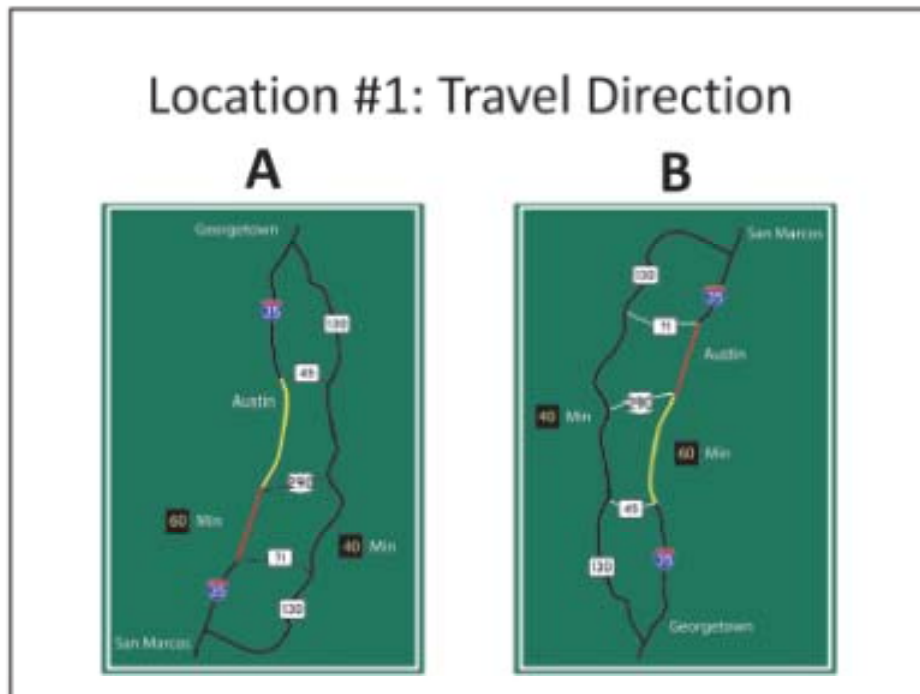 Location #1: Travel Direction
A
Georgetown
35
130
45
Austin
290
60 Min
40 Min
71
35
130
San Marcos
B
San Marcos
130
35
71
Austin
290
40 Min
60 Min
45
130
35
Georgetown